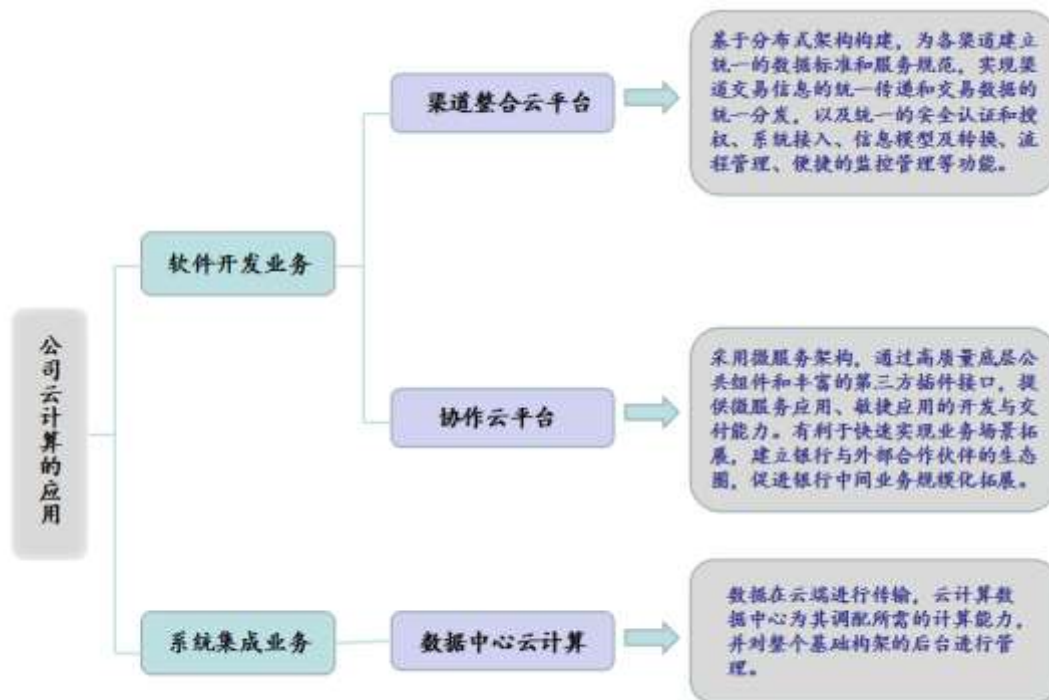 公司云计算的应用
软件开发业务
渠道整合云平台
基于分布式架构构建，为各渠道建立
统一的数据标准和服务规范，实现渠
道交易信息的统一传递和交易数据的
统一分发，以及统一的安全认证和授
权、系统接入、信息模型及转换、流
程管理、便捷的监控管理等功能。
协作云平台
采用微服务架构，通过高质量底层公
共组件和丰富的第三方插件接口，提
供微服务应用、敏捷应用的开发与交
付能力。有利于快速实现业务场景拓
展，建立银行与外部合作伙伴的生态
圈，促进银行中间业务规模化拓展。
系统集成业务
数据中心云计算
数据在云端进行传输，云计算数
据中心为其调配所需的计算能力，
并对整个基础构架的后台进行管
理。